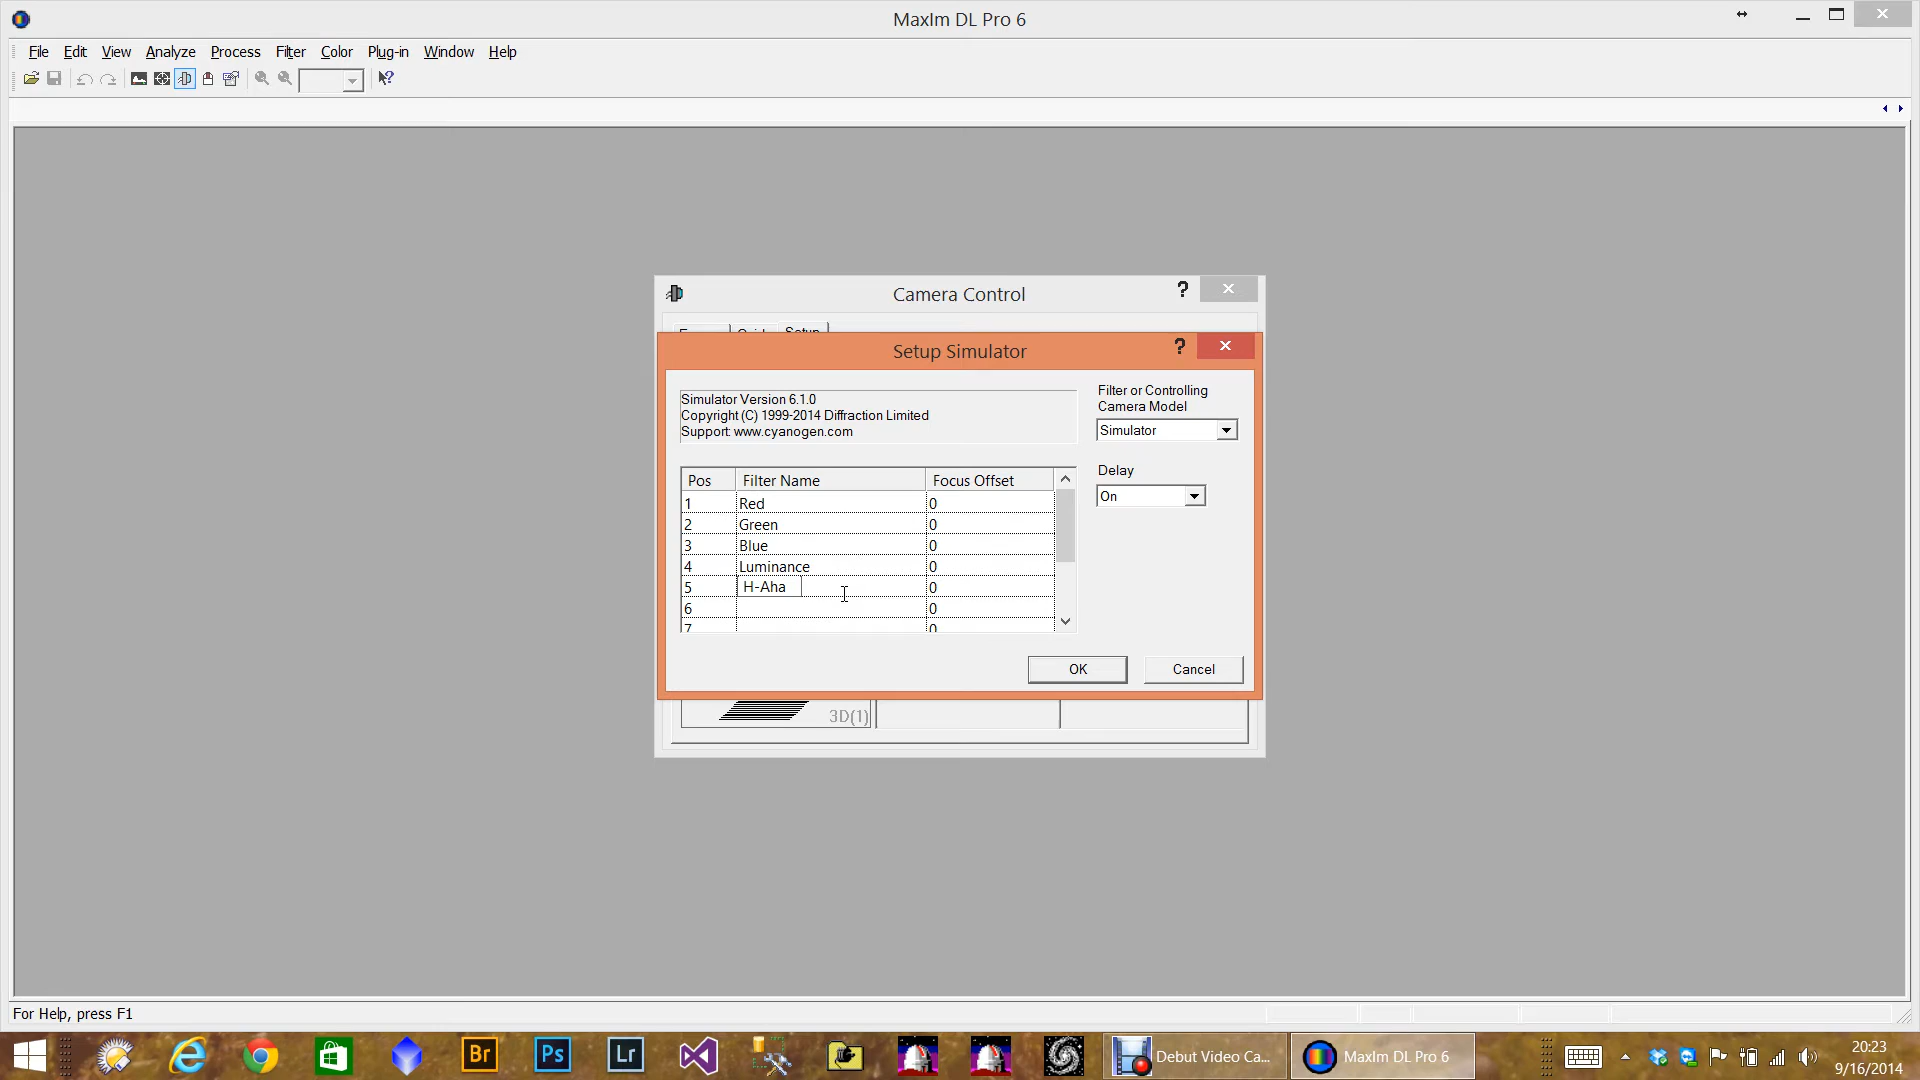 MaxIm DL Pro 6
File Edit View Analyze Process Filter Color Plug-in Window Help
Camera Control
Setup
Setup Simulator
Simulator Version 6.1.0
Copyright (C) 1999-2014 Diffraction Limited
Support: www.cyanogen.com
Filter or Controlling
Camera Model
Simulator
Delay
On
Pos Filter Name Focus Offset
1 Red 0
2 Green 0
3 Blue 0
4 Luminance 0
5 H-Aha 0
6 0
7 0
OK Cancel
3D(1)
For Help, press F1
Br Ps Lr Debut Video Ca... MaxIm DL Pro 6
20:23
9/16/2014